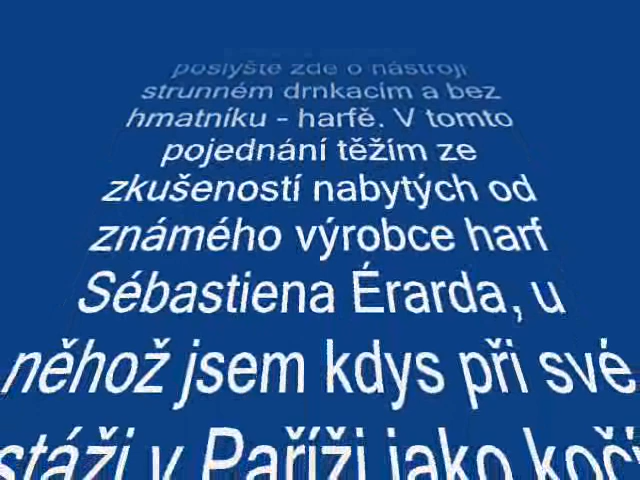 poslyšte zde o nástroji
strunném drnkacím a bez
hmatníku - harfě. V tomto
pojednání těžím ze
zkušeností nabytých od
známého výrobce harf
Sébastiena Érarda, u
něhož jsem kdys při své
stáži v Paříži jako